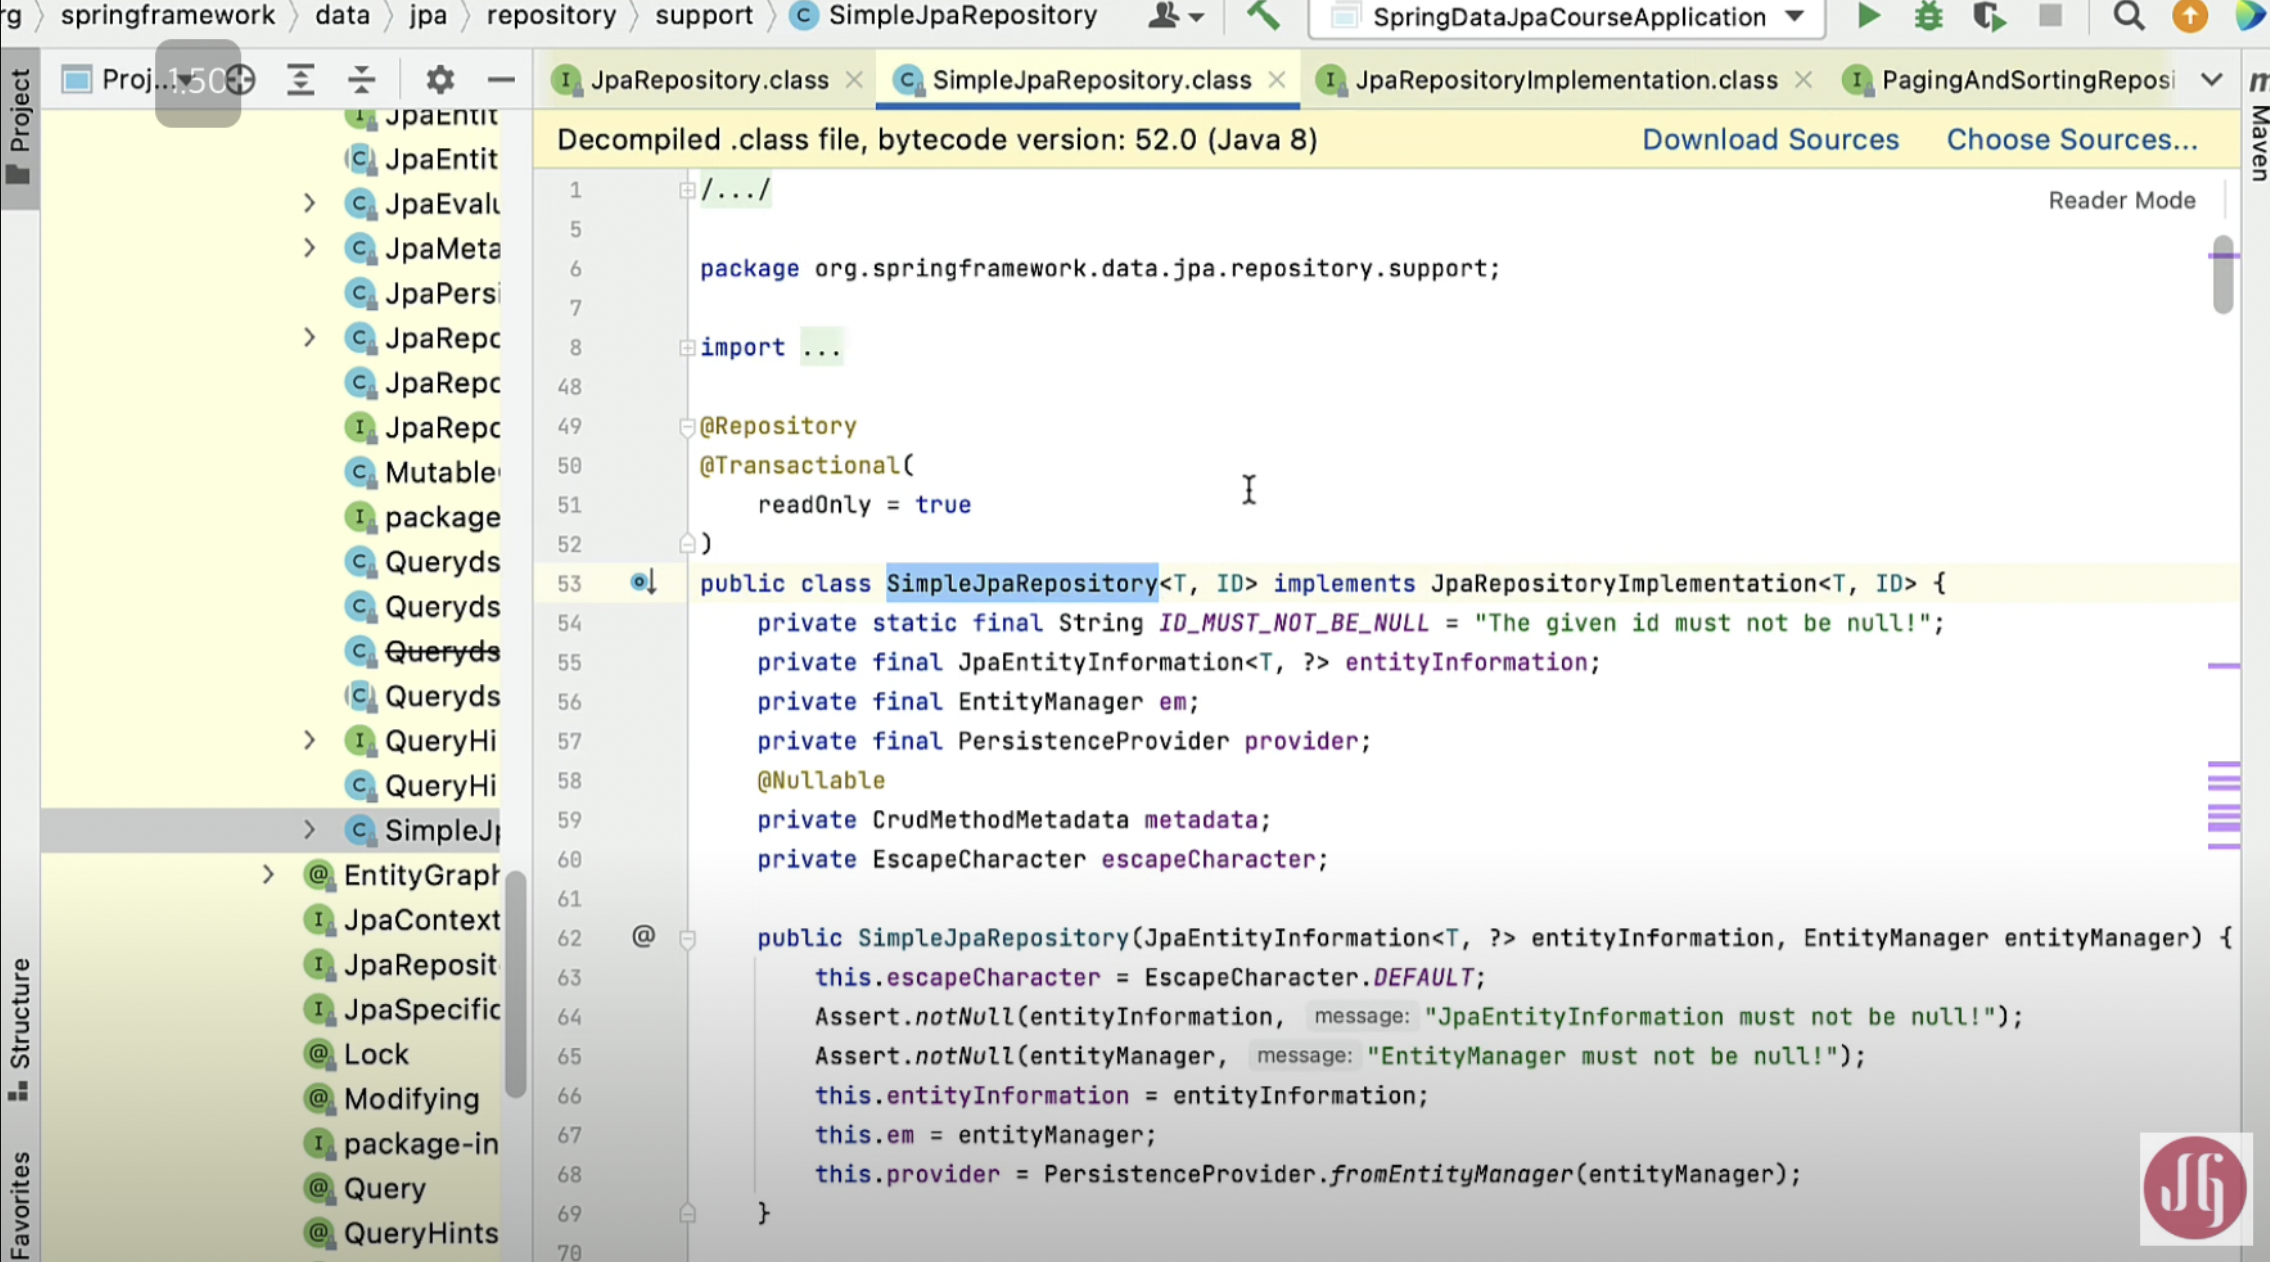 rg springframework data jpa repository support SimpleJpaRepository SpringDataJpaCourseApplication
Proj... 1.50
JpaRepository.class SimpleJpaRepository.class JpaRepositoryImplementation.class PagingAndSortingReposi
Decompiled .class file, bytecode version: 52.0 (Java 8) Download Sources Choose Sources...
Reader Mode
Project
Structure
Favorites
Maven
JpaEntit
JpaEntit
JpaEvalu
JpaMeta
JpaPersi
JpaRepo
JpaRepo
JpaRepo
Mutable
package
Queryds
Queryds
Queryds
Queryds
QueryHi
QueryHi
SimpleJp
EntityGraph
JpaContext
JpaReposit
JpaSpecific
Lock
Modifying
package-in
Query
QueryHints
1 /.../
5
6 package org.springframework.data.jpa.repository.support;
7
8 import ...
48
49 @Repository
50 @Transactional(
51 readOnly = true
52 )
53 public class SimpleJpaRepository<T, ID> implements JpaRepositoryImplementation<T, ID> {
54 private static final String ID_MUST_NOT_BE_NULL = "The given id must not be null!";
55 private final JpaEntityInformation<T, ?> entityInformation;
56 private final EntityManager em;
57 private final PersistenceProvider provider;
58 @Nullable
59 private CrudMethodMetadata metadata;
60 private EscapeCharacter escapeCharacter;
61
62 @ public SimpleJpaRepository(JpaEntityInformation<T, ?> entityInformation, EntityManager entityManager) {
63 this.escapeCharacter = EscapeCharacter.DEFAULT;
64 Assert.notNull(entityInformation, message: "JpaEntityInformation must not be null!");
65 Assert.notNull(entityManager, message: "EntityManager must not be null!");
66 this.entityInformation = entityInformation;
67 this.em = entityManager;
68 this.provider = PersistenceProvider.fromEntityManager(entityManager);
69 }
70